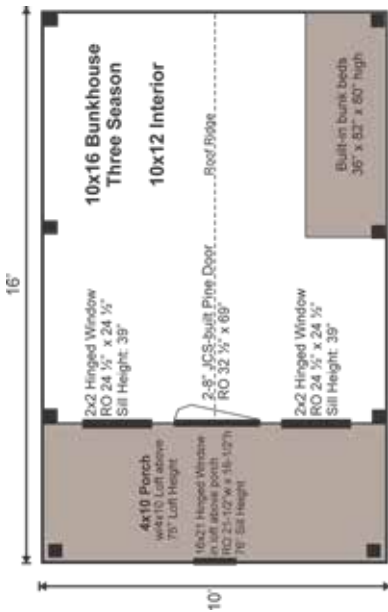 16'
10'
10x16 Bunkhouse
Three Season
10x12 Interior
Roof Ridge
Built-in bunk beds
36" x 82" x 80" high
2x2 Hinged Window
RO 24 ½" x 24 ½"
Sill Height: 39"
2-8" JCS-built Pine Door
RO 32 ½" x 69"
2x2 Hinged Window
RO 24 ½" x 24 ½"
Sill Height: 39"
4x10 Porch
w/4x10 Loft above
75" Loft Height
16x21 Hinged Window
in loft above porch
RO 21-1/2"w x 16-1/2"h
76" Sill Height